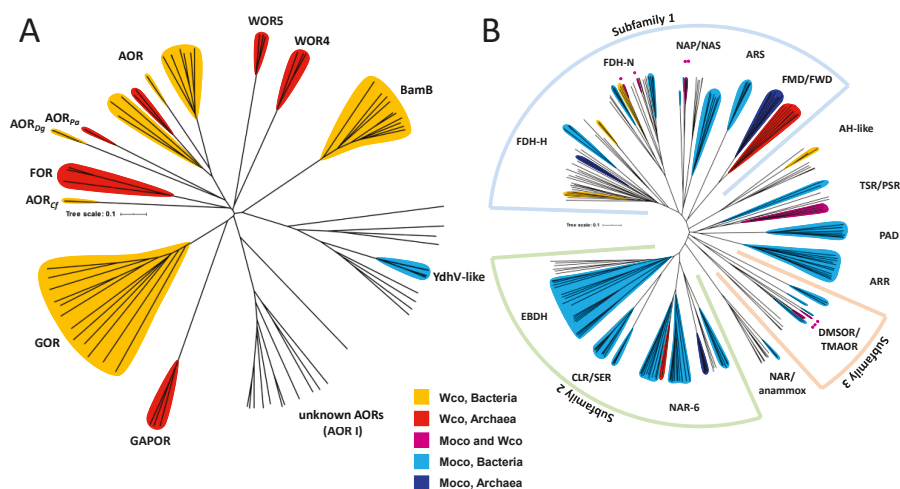 A
WOR5
WOR4
AOR
BamB
AORDg
AORPa
FOR
AORCf
Tree scale: 0.1
YdhV-like
GOR
GAPOR
unknown AORs
(AOR I)
B
Subfamily 1
NAP/NAS
ARS
FDH-N
FMD/FWD
AH-like
FDH-H
TSR/PSR
PAD
Tree scale: 0.1
ARR
EBDH
DMSOR/
TMAOR
Subfamily 3
CLR/SER
NAR/
anammox
NAR-6
Subfamily 2
Wco, Bacteria
Wco, Archaea
Moco and Wco
Moco, Bacteria
Moco, Archaea